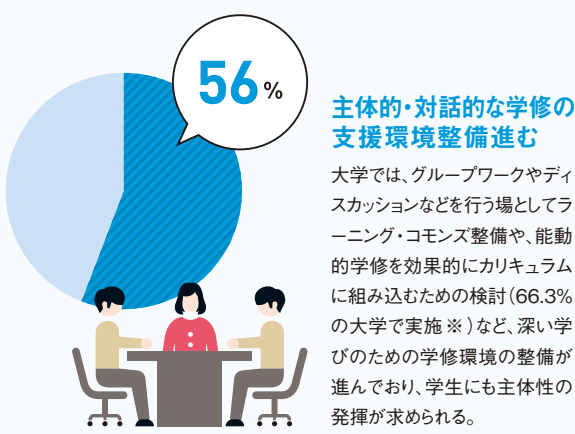 56%
主体的・対話的な学修の
支援環境整備進む
大学では、グループワークやディ
スカッションなどを行う場としてラ
ーニング・コモンズ整備や、能動
的学修を効果的にカリキュラム
に組み込むための検討(66.3%
の大学で実施※)など、深い学
びのための学修環境の整備が
進んでおり、学生にも主体性の
発揮が求められる。